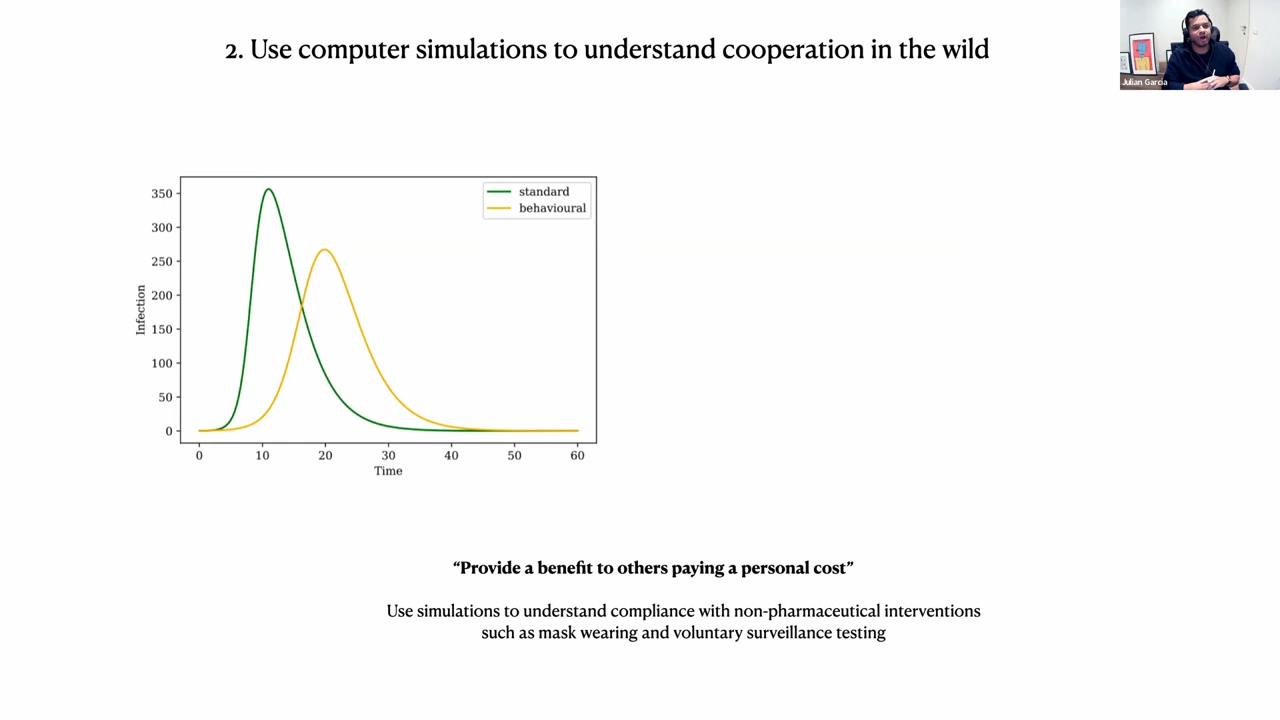 2. Use computer simulations to understand cooperation in the wild
Julian Garcia
350
300
250
200
150
100
50
0
Infection
standard
behavioural
0 10 20 30 40 50 60
Time
“Provide a benefit to others paying a personal cost”
Use simulations to understand compliance with non-pharmaceutical interventions
such as mask wearing and voluntary surveillance testing